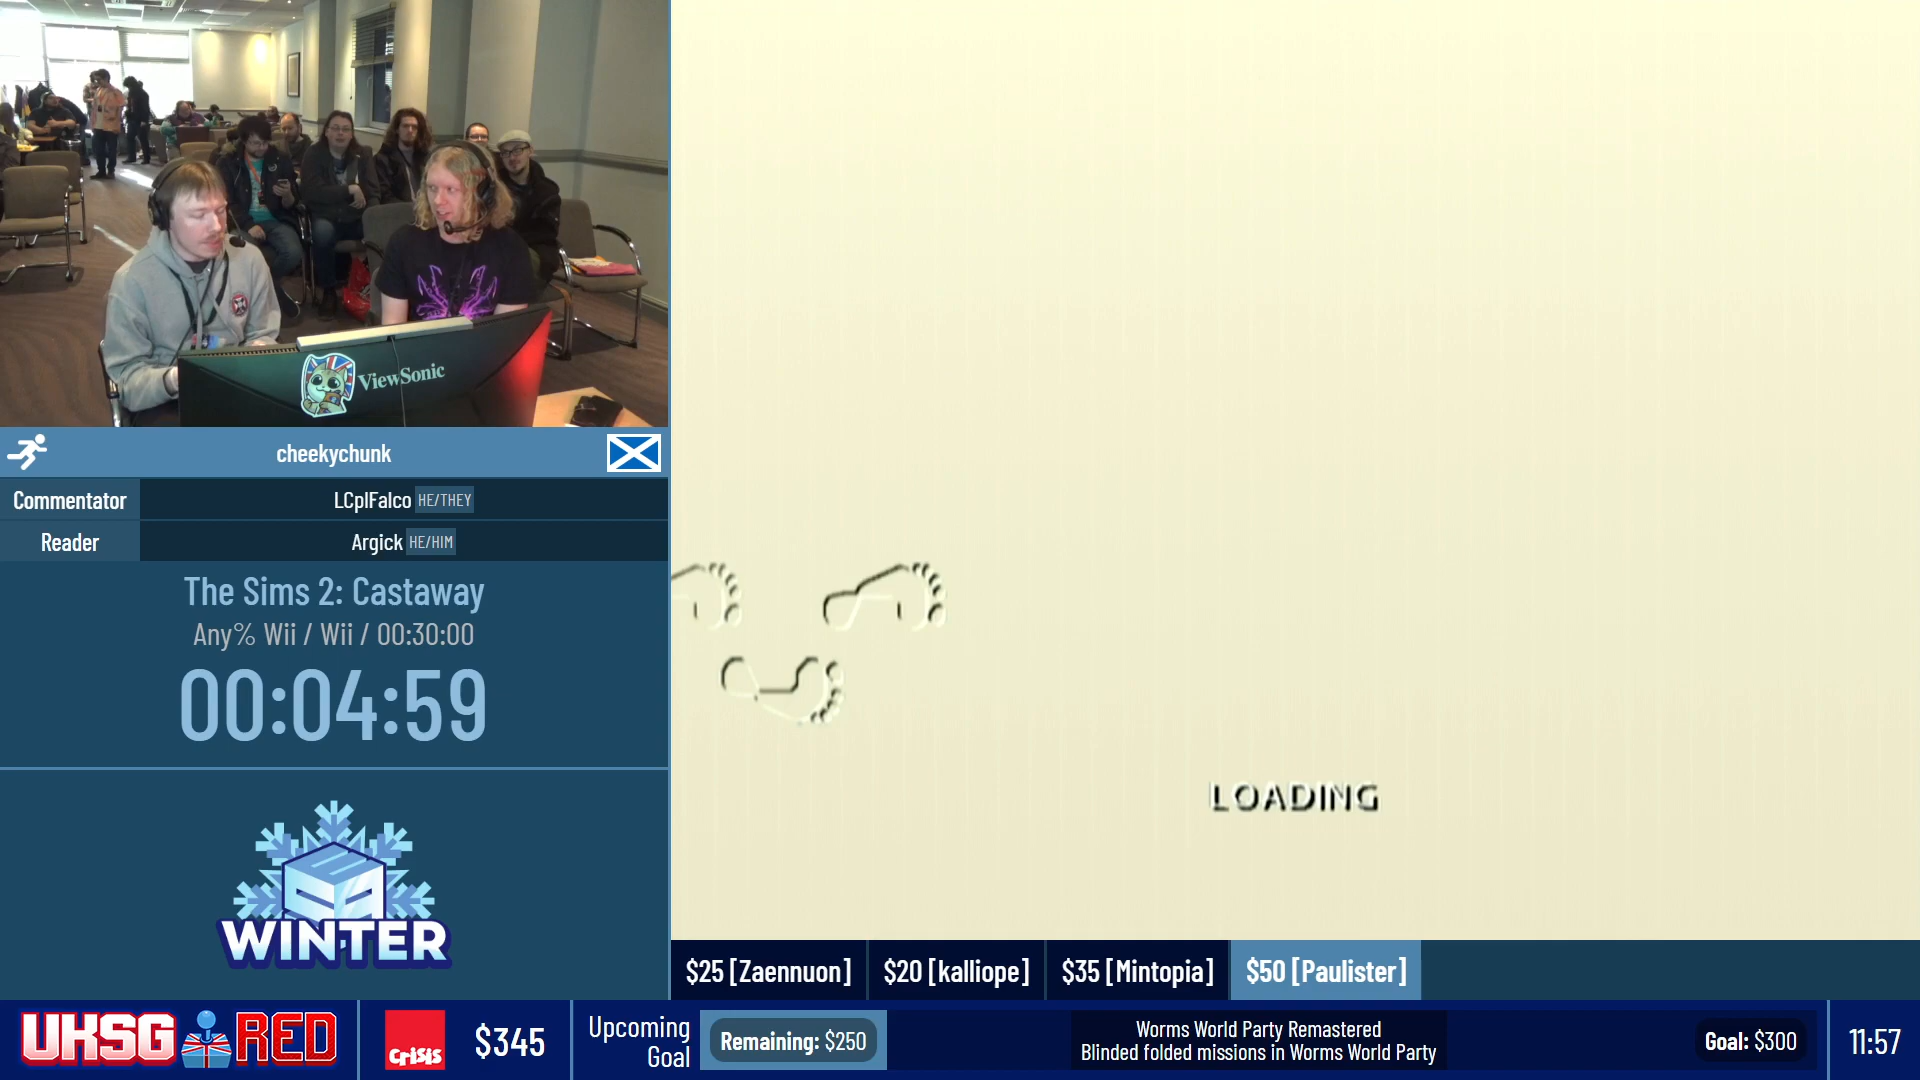 ViewSonic
cheekychunk
Commentator
LCplFalco HE/THEY
Reader
Argick HE/HIM
The Sims 2: Castaway
Any% Wii / Wii / 00:30:00
00:04:59
WINTER
LOADING
$25 [Zaennuon]
$20 [kalliope]
$35 [Mintopia]
$50 [Paulister]
UKSG RED
CRISIS
$345
Upcoming
Goal
Remaining: $250
Worms World Party Remastered
Blinded folded missions in Worms World Party
Goal: $300
11:57